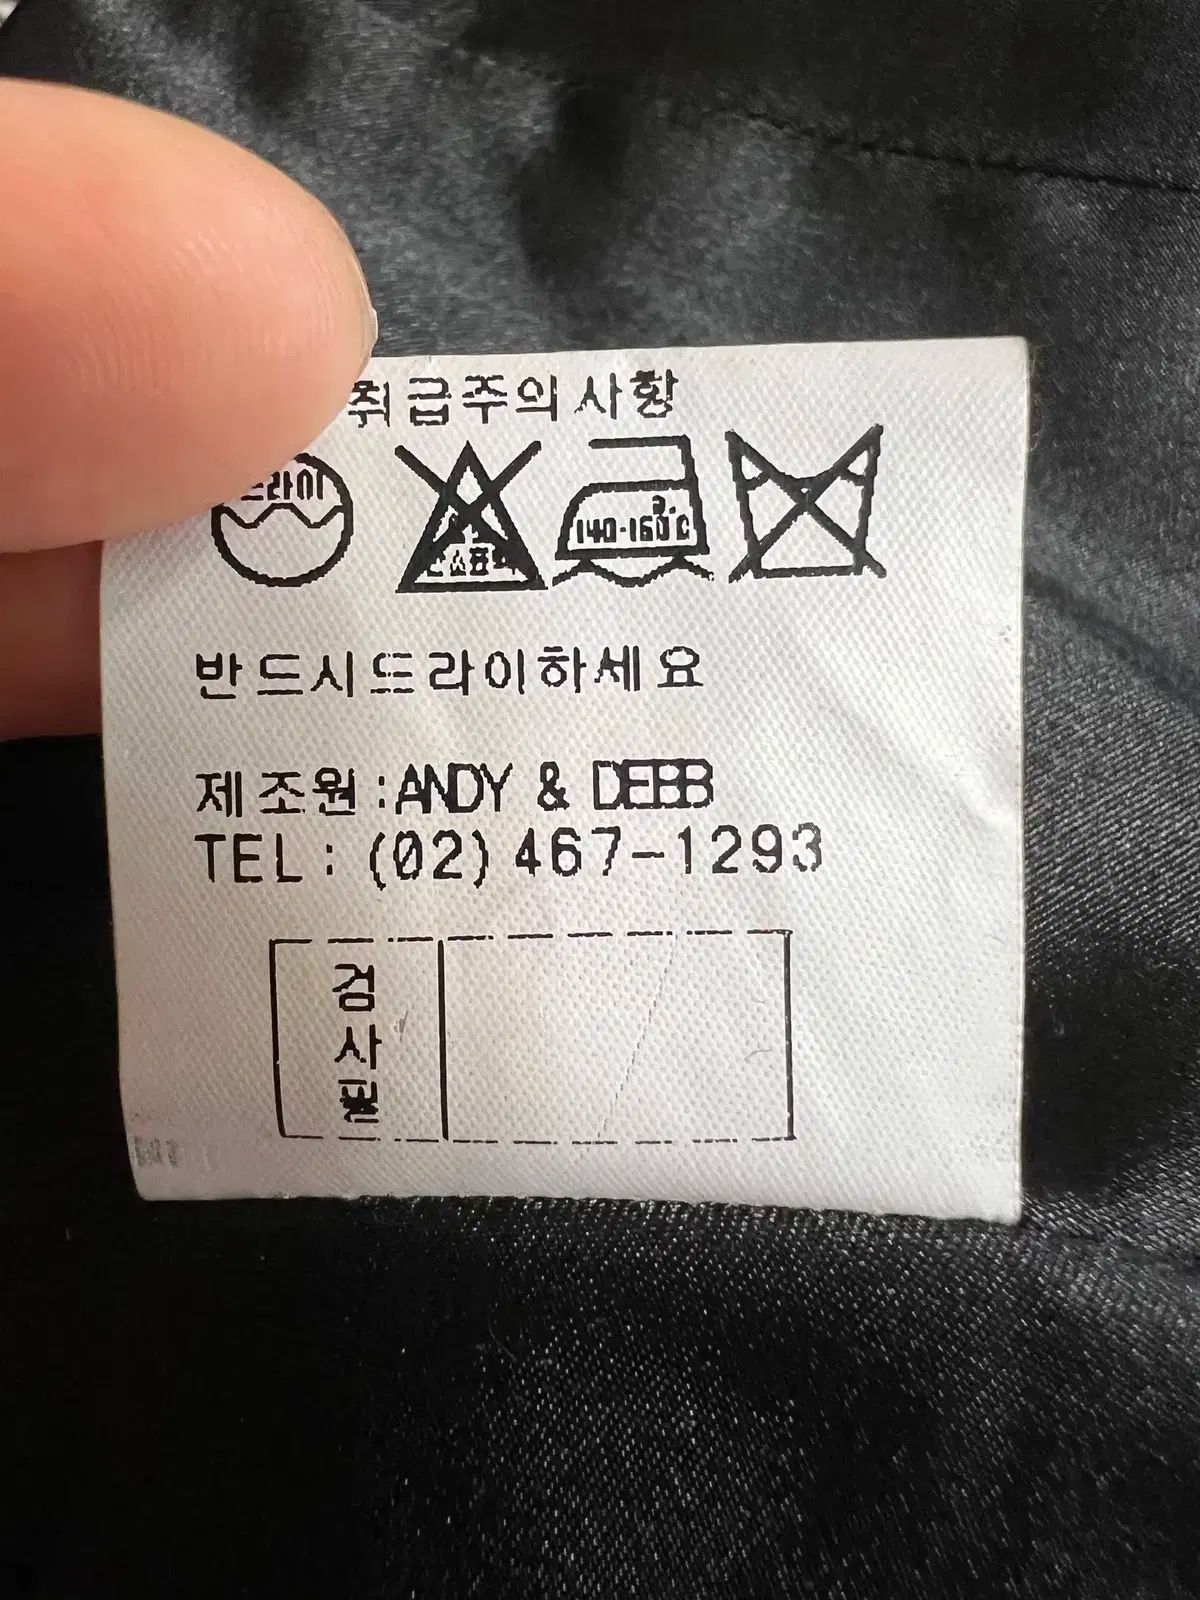 취급주의사항
드라이
140-160°C
반드시드라이하세요
제조원 : ANDY & DEBB
TEL : (02) 467-1293
검
사
필